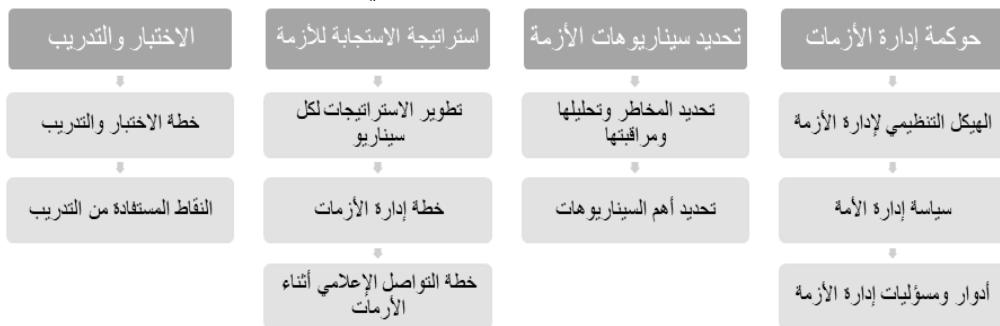 حوكمة إدارة الأزمات
الهيكل التنظيمي لإدارة الأزمة
سياسة إدارة الأمة
أدوار ومسؤليات إدارة الأزمة
تحديد سيناريوهات الأزمة
تحديد المخاطر وتحليلها
ومراقبتها
تحديد أهم السيناريوهات
استراتيجة الاستجابة للأزمة
تطوير الاستراتيجات لكل
سيناريو
خطة إدارة الأزمات
خطة التواصل الإعلامي أثناء
الأرمات
الاختبار والتدريب
خطة الاختبار والتدريب
النقاط المستفادة من التدريب